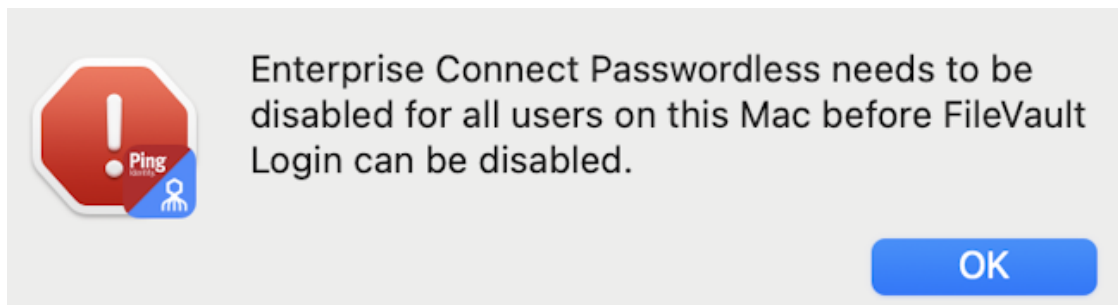 Enterprise Connect Passwordless needs to be
disabled for all users on this Mac before FileVault
Login can be disabled.
Ping
Identity
OK